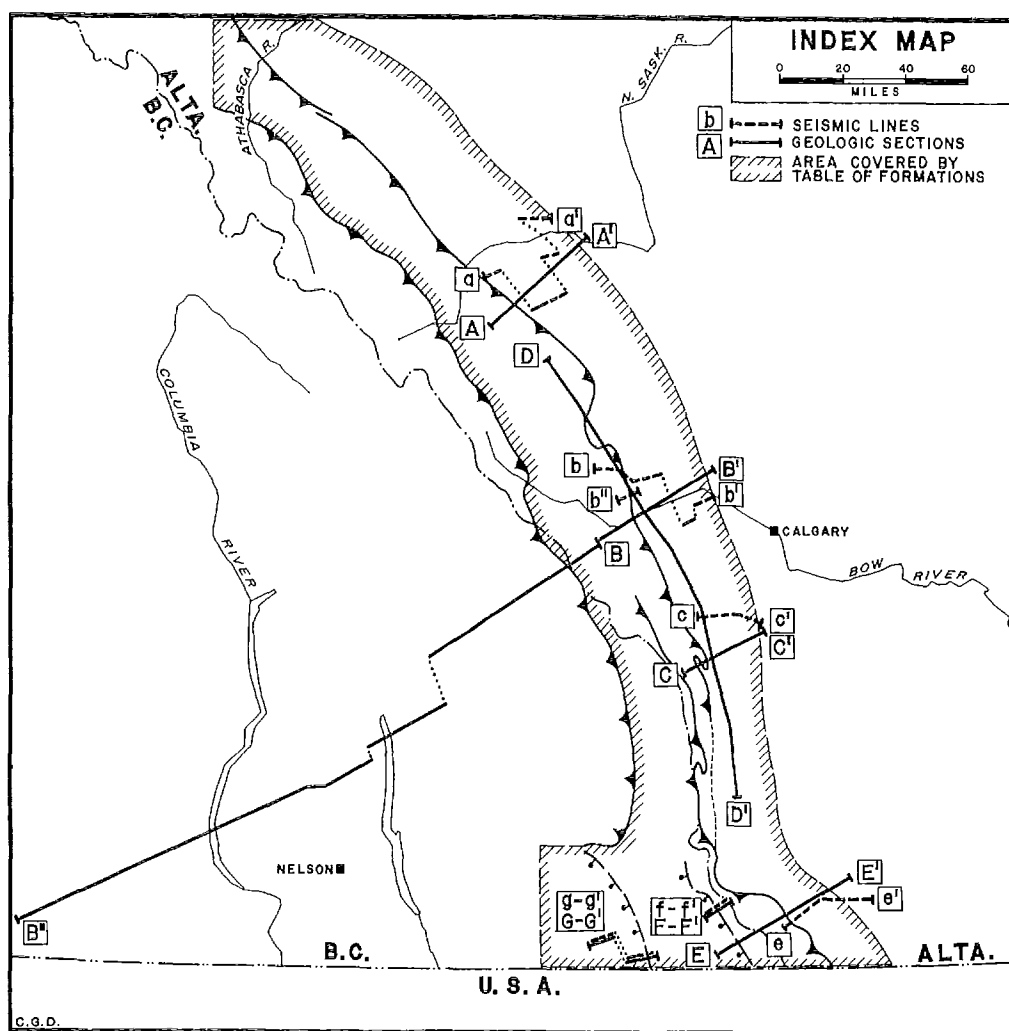 INDEX MAP
0 20 40 60
MILES
b SEISMIC LINES
A GEOLOGIC SECTIONS
AREA COVERED BY
TABLE OF FORMATIONS
ALTA.
B.C.
ATHABASCA R.
N. SASK. R.
a'
A'
a
A
D
COLUMBIA
RIVER
b
b"
B'
b'
B
CALGARY
BOW RIVER
c
c'
C'
C
D'
NELSON
B"
g-g'
G-G'
f-f'
F-F'
E'
e'
E
e
B.C.
ALTA.
U.S.A.
C.G.D.